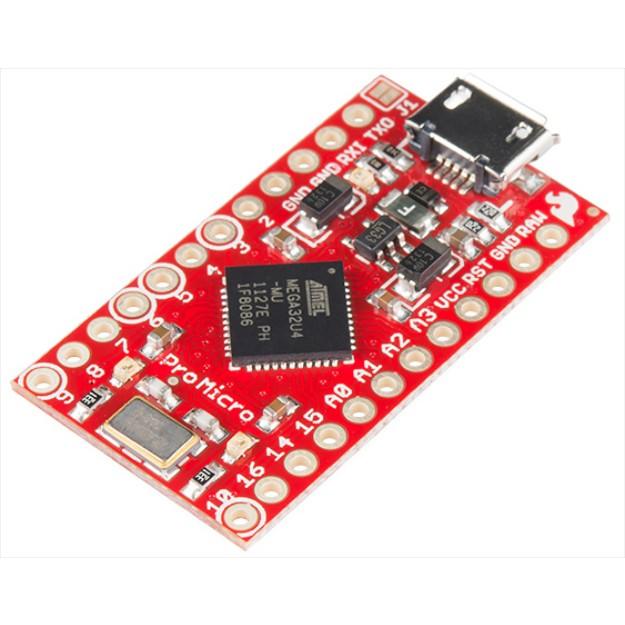 J1
TXO
RXI
GND
GND
2
3
4
5
6
7
8
9
RAW
GND
RST
VCC
A3
A2
A1
A0
15
14
16
10
ATMEL
MEGA32U4
-MU
1127E PH
1F8086
Pro Micro
LG33
F